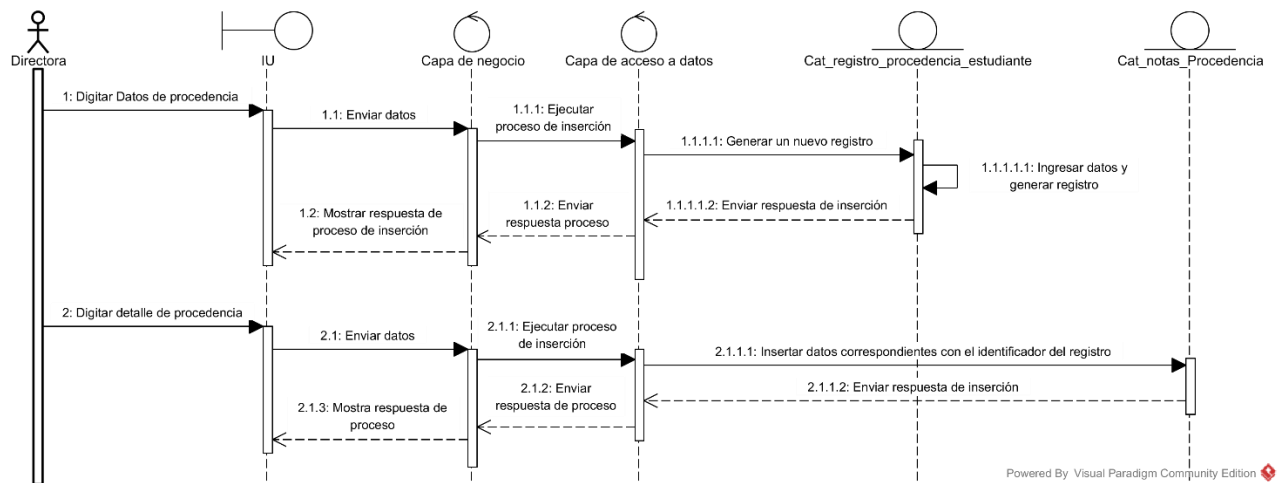 Directora
IU
Capa de negocio
Capa de acceso a datos
Cat_registro_procedencia_estudiante
Cat_notas_Procedencia
1: Digitar Datos de procedencia
1.1: Enviar datos
1.1.1: Ejecutar
proceso de inserción
1.1.1.1: Generar un nuevo registro
1.1.1.1.1: Ingresar datos y
generar registro
1.1.1.1.2: Enviar respuesta de inserción
1.1.2: Enviar
respuesta proceso
1.2: Mostrar respuesta de
proceso de inserción
2: Digitar detalle de procedencia
2.1: Enviar datos
2.1.1: Ejecutar proceso
de inserción
2.1.1.1: Insertar datos correspondientes con el identificador del registro
2.1.1.2: Enviar respuesta de inserción
2.1.2: Enviar
respuesta de proceso
2.1.3: Mostra respuesta de
proceso
Powered By Visual Paradigm Community Edition